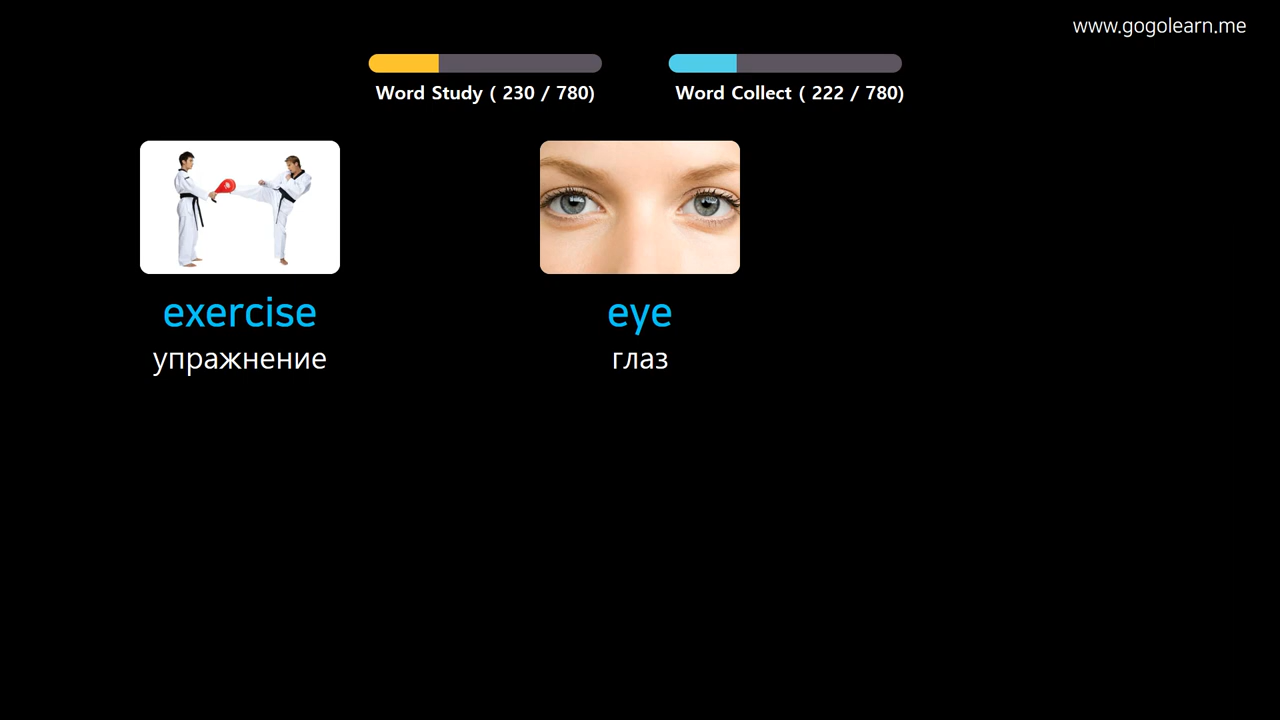 www.gogolearn.me
Word Study ( 230 / 780)
Word Collect ( 222 / 780)
exercise
упражнение
eye
глаз